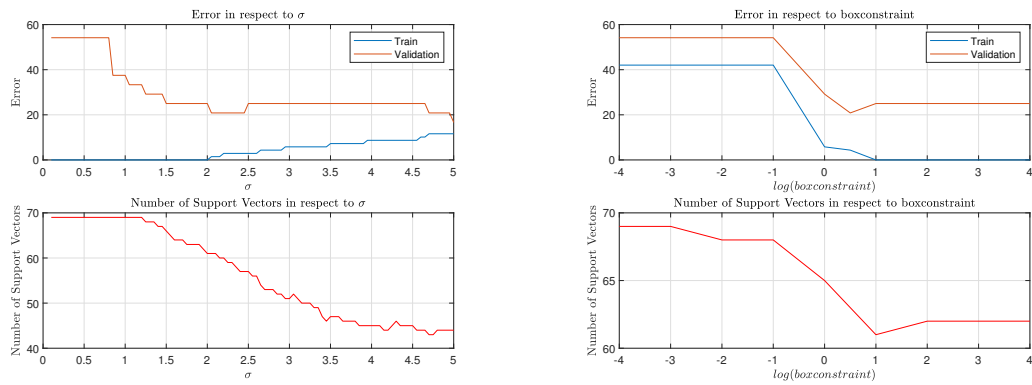 Error in respect to σ
60
40
20
0
Error
Train
Validation
0 0.5 1 1.5 2 2.5 3 3.5 4 4.5 5
σ
Number of Support Vectors in respect to σ
70
60
50
40
Number of Support Vectors
0 0.5 1 1.5 2 2.5 3 3.5 4 4.5 5
σ
Error in respect to boxconstraint
60
40
20
0
Error
Train
Validation
-4 -3 -2 -1 0 1 2 3 4
log(boxconstraint)
Number of Support Vectors in respect to boxconstraint
70
65
60
Number of Support Vectors
-4 -3 -2 -1 0 1 2 3 4
log(boxconstraint)